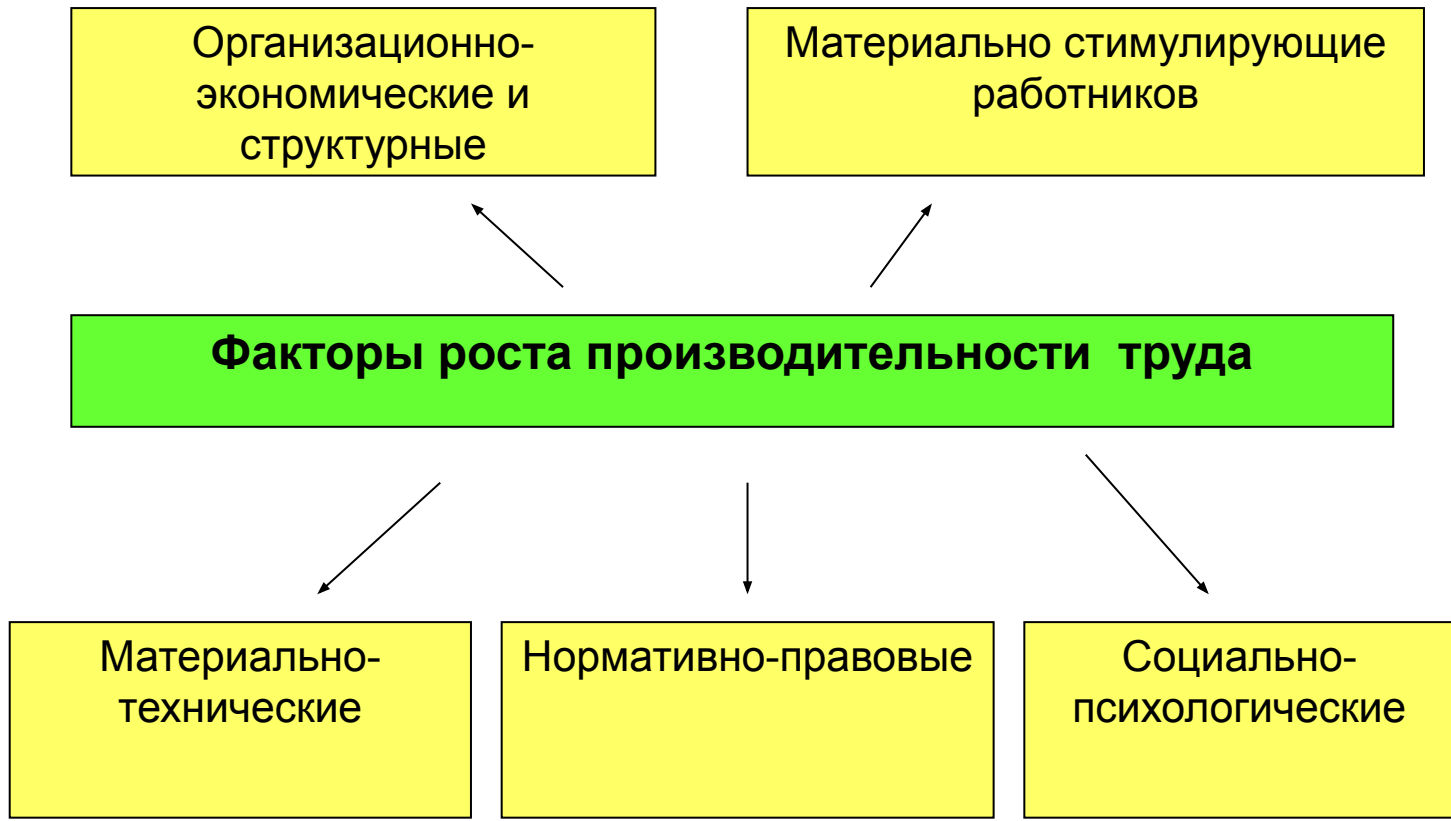 Организационно-
экономические и
структурные
Материально стимулирующие
работников
Факторы роста производительности  труда
Материально-
технические
Нормативно-правовые
Социально-
психологические